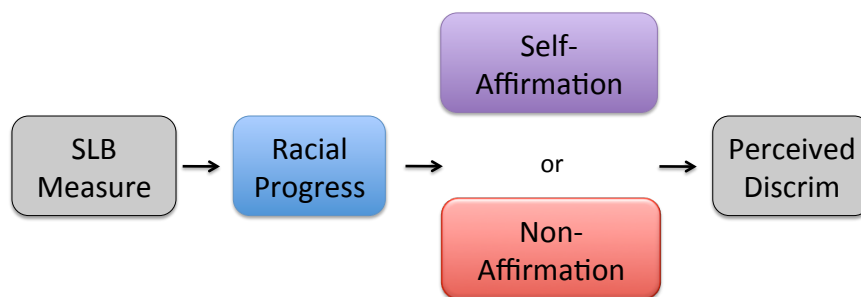 SLB
Measure
Racial
Progress
Self-
Affirmation
or
Non-
Affirmation
Perceived
Discrim